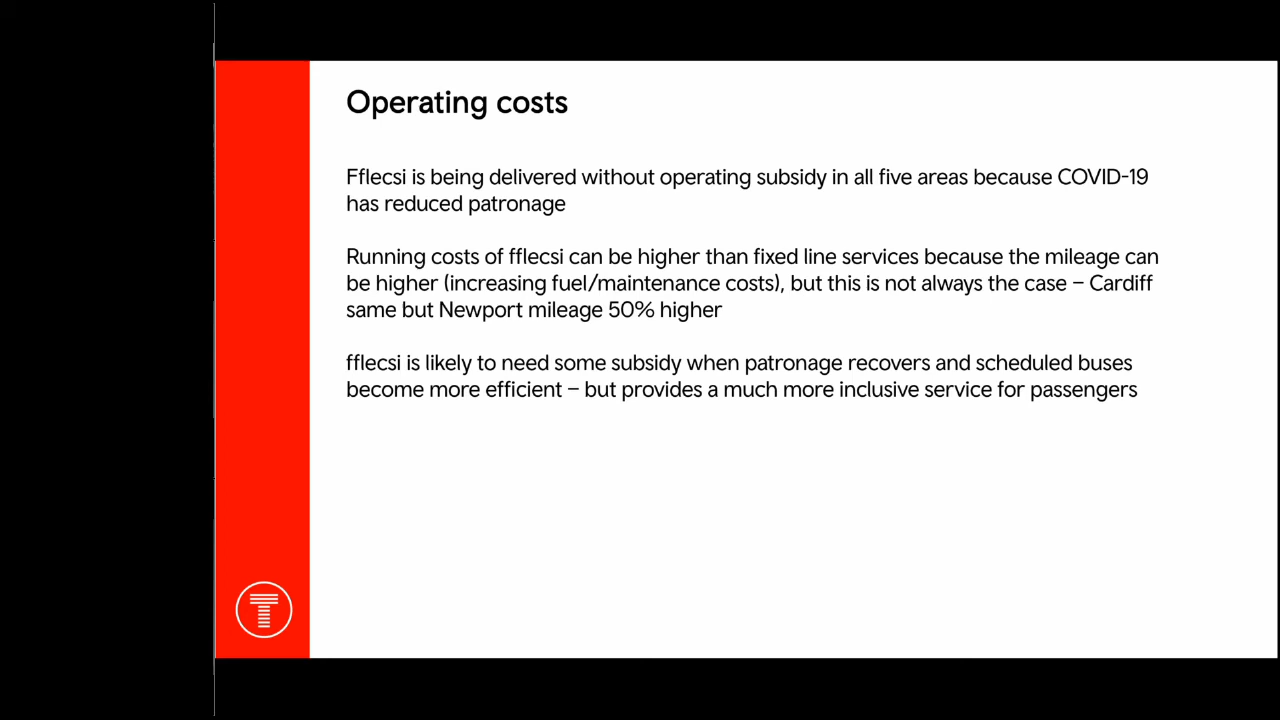 Operating costs
Fflecsi is being delivered without operating subsidy in all five areas because COVID-19
has reduced patronage
Running costs of fflecsi can be higher than fixed line services because the mileage can
be higher (increasing fuel/maintenance costs), but this is not always the case – Cardiff
same but Newport mileage 50% higher
fflecsi is likely to need some subsidy when patronage recovers and scheduled buses
become more efficient – but provides a much more inclusive service for passengers
T